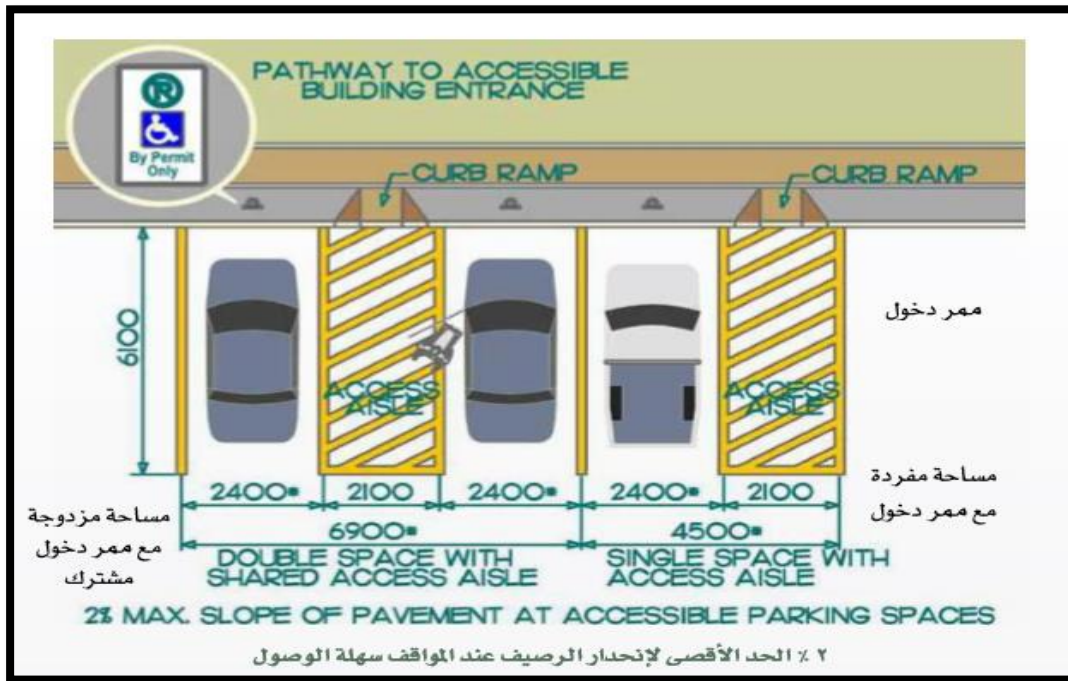 PATHWAY TO ACCESSIBLE
BUILDING ENTRANCE
R
By Permit
Only
CURB RAMP
CURB RAMP
6100
ممر دخول
ACCESS
AISLE
ACCESS
AISLE
2400*
2100
2400*
2400*
2100
مساحة مفردة
مع ممر دخول
6900*
4500*
مساحة مزدوجة
مع ممر دخول
مشترك
DOUBLE SPACE WITH
SHARED ACCESS AISLE
SINGLE SPACE WITH
ACCESS AISLE
2% MAX. SLOPE OF PAVEMENT AT ACCESSIBLE PARKING SPACES
٢ ٪ الحد الأقصى لإنحدار الرصيف عند المواقف سهلة الوصول